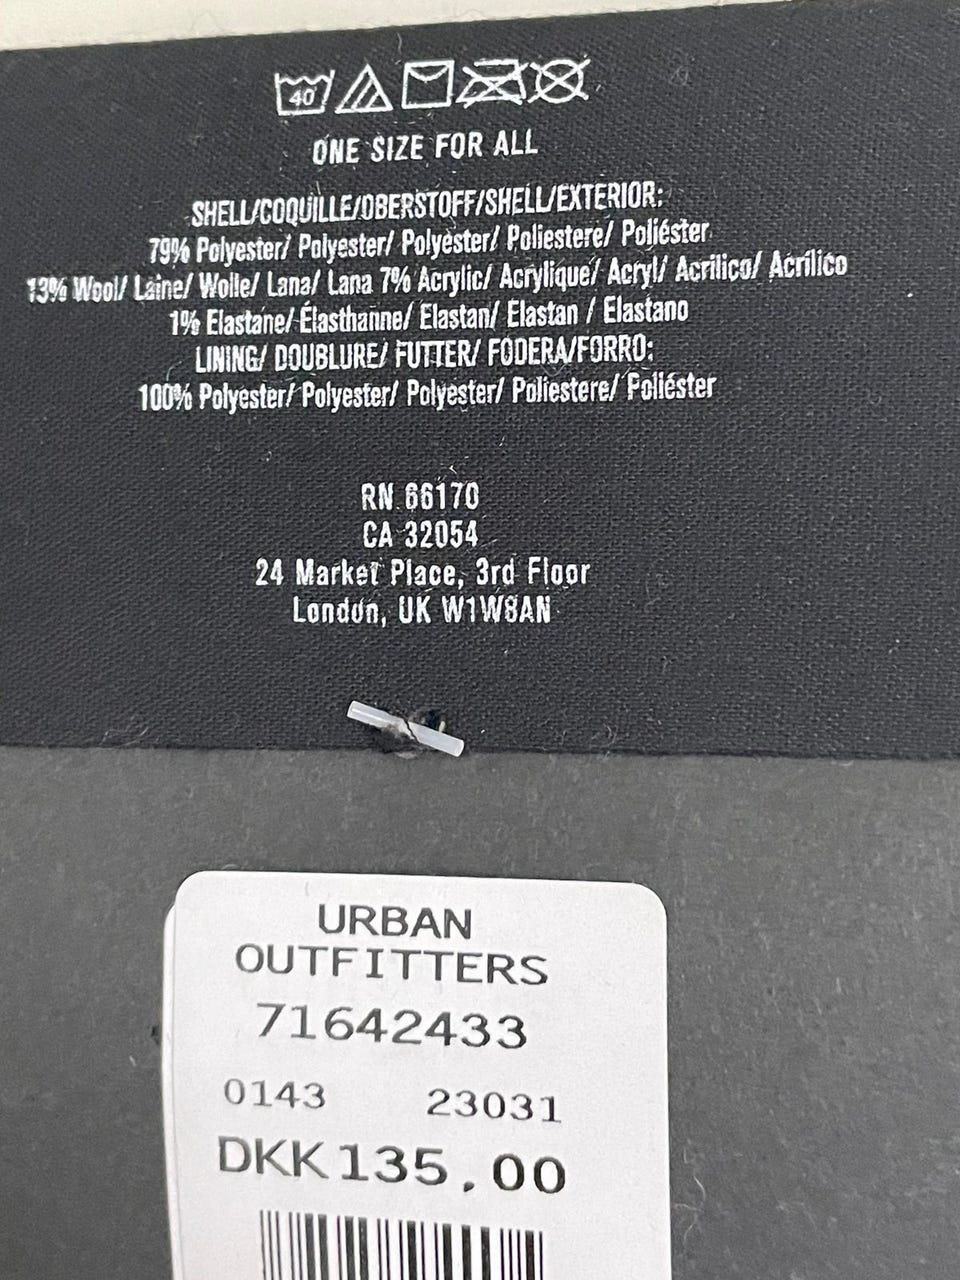 40
ONE SIZE FOR ALL
SHELL/COQUILLE/OBERSTOFF/SHELL/EXTERIOR:
79% Polyester/ Polyester/ Polyester/ Poliestere/ Poliéster
13% Wool/ Laine/ Wolle/ Lana/ Lana 7% Acrylic/ Acrylique/ Acryl/ Acrilico/ Acrílico
1% Elastane/ Élasthanne/ Elastan/ Elastan / Elastano
LINING/ DOUBLURE/ FUTTER/ FODERA/FORRO:
100% Polyester/ Polyester/ Polyester/ Poliestere/ Poliéster
RN 66170
CA 32054
24 Market Place, 3rd Floor
London, UK W1W8AN
URBAN
OUTFITTERS
71642433
0143 23031
DKK135.00